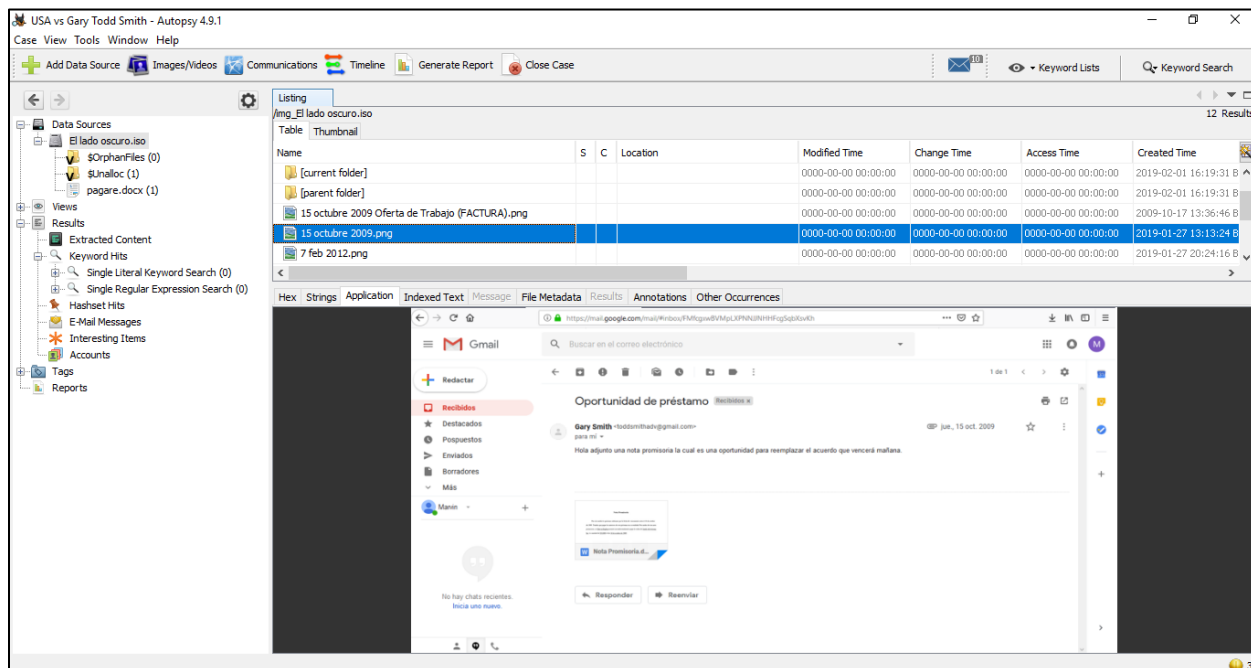 USA vs Gary Todd Smith - Autopsy 4.9.1
Case View Tools Window Help
Add Data Source Images/Videos Communications Timeline Generate Report Close Case 10 Keyword Lists Keyword Search
Data Sources
El lado oscuro.iso
$OrphanFiles (0)
$Unalloc (1)
pagare.docx (1)
Views
Results
Extracted Content
Keyword Hits
Single Literal Keyword Search (0)
Single Regular Expression Search (0)
Hashset Hits
E-Mail Messages
Interesting Items
Accounts
Tags
Reports
Listing
/img_El lado oscuro.iso 12 Results
Table Thumbnail
Name S C Location Modified Time Change Time Access Time Created Time
[current folder] 0000-00-00 00:00:00 0000-00-00 00:00:00 0000-00-00 00:00:00 2019-02-01 16:19:31 B
[parent folder] 0000-00-00 00:00:00 0000-00-00 00:00:00 0000-00-00 00:00:00 2019-02-01 16:19:31 B
15 octubre 2009 Oferta de Trabajo (FACTURA).png 0000-00-00 00:00:00 0000-00-00 00:00:00 0000-00-00 00:00:00 2009-10-17 13:36:46 B
15 octubre 2009.png 0000-00-00 00:00:00 0000-00-00 00:00:00 0000-00-00 00:00:00 2019-01-27 13:13:24 B
7 feb 2012.png 0000-00-00 00:00:00 0000-00-00 00:00:00 0000-00-00 00:00:00 2019-01-27 20:24:16 B
Hex Strings Application Indexed Text Message File Metadata Results Annotations Other Occurrences
Gmail
Buscar en el correo electrónico
M
Redactar
Recibidos
Destacados
Pospuestos
Enviados
Borradores
Más
Manin
No hay chats recientes.
Inicia uno nuevo.
1 de 1
Oportunidad de préstamo Recibidos x
Gary Smith <toddsmithadv@gmail.com> jue., 15 oct. 2009
para mí
Hola adjunto una nota promisoria la cual es una oportunidad para reemplazar el acuerdo que vencerá mañana.
W Nota Promisoria.d...
Responder Reenviar